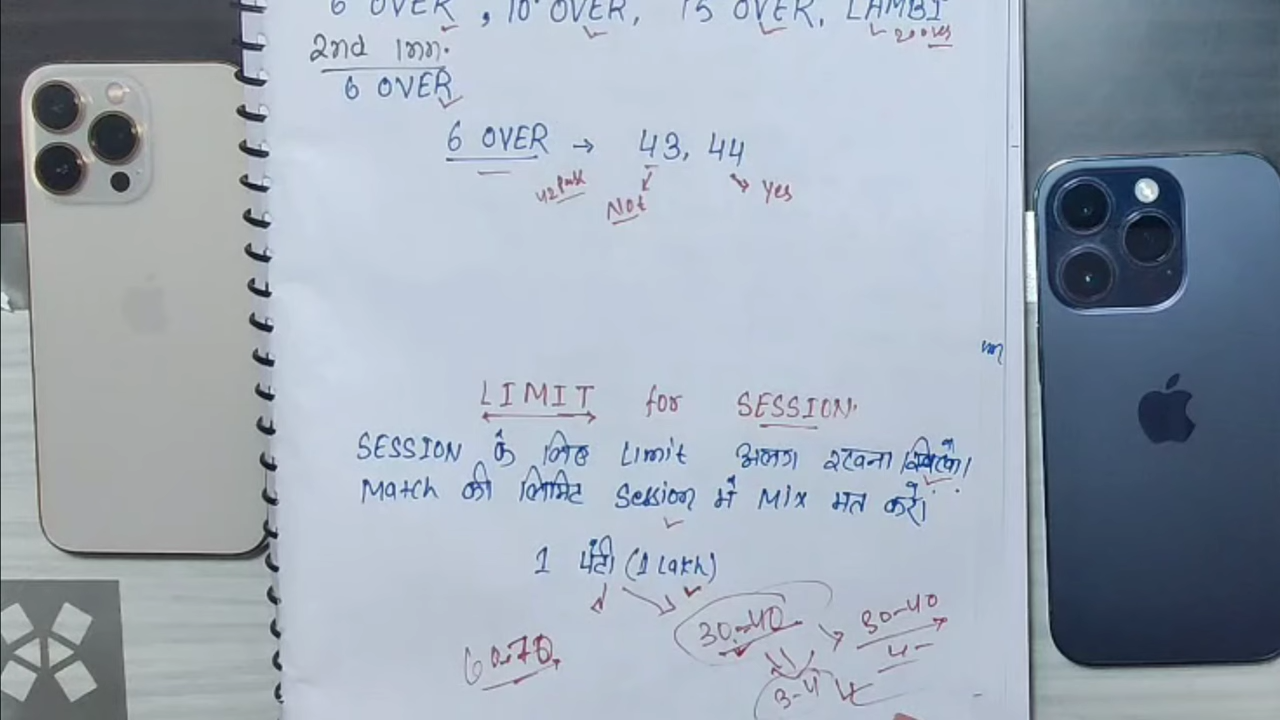 6 OVER, 10 OVER, 15 OVER, LAMBI
20 over
2nd Inn.
6 OVER
6 OVER → 43, 44
Not
Yes
LIMIT for SESSION.
SESSION के लिए Limit अलग रखना
Match की लिमिट Session में Mix मत करें।
1 पेटी (1 Lakh)
60-70
30-40
30-40
3-4